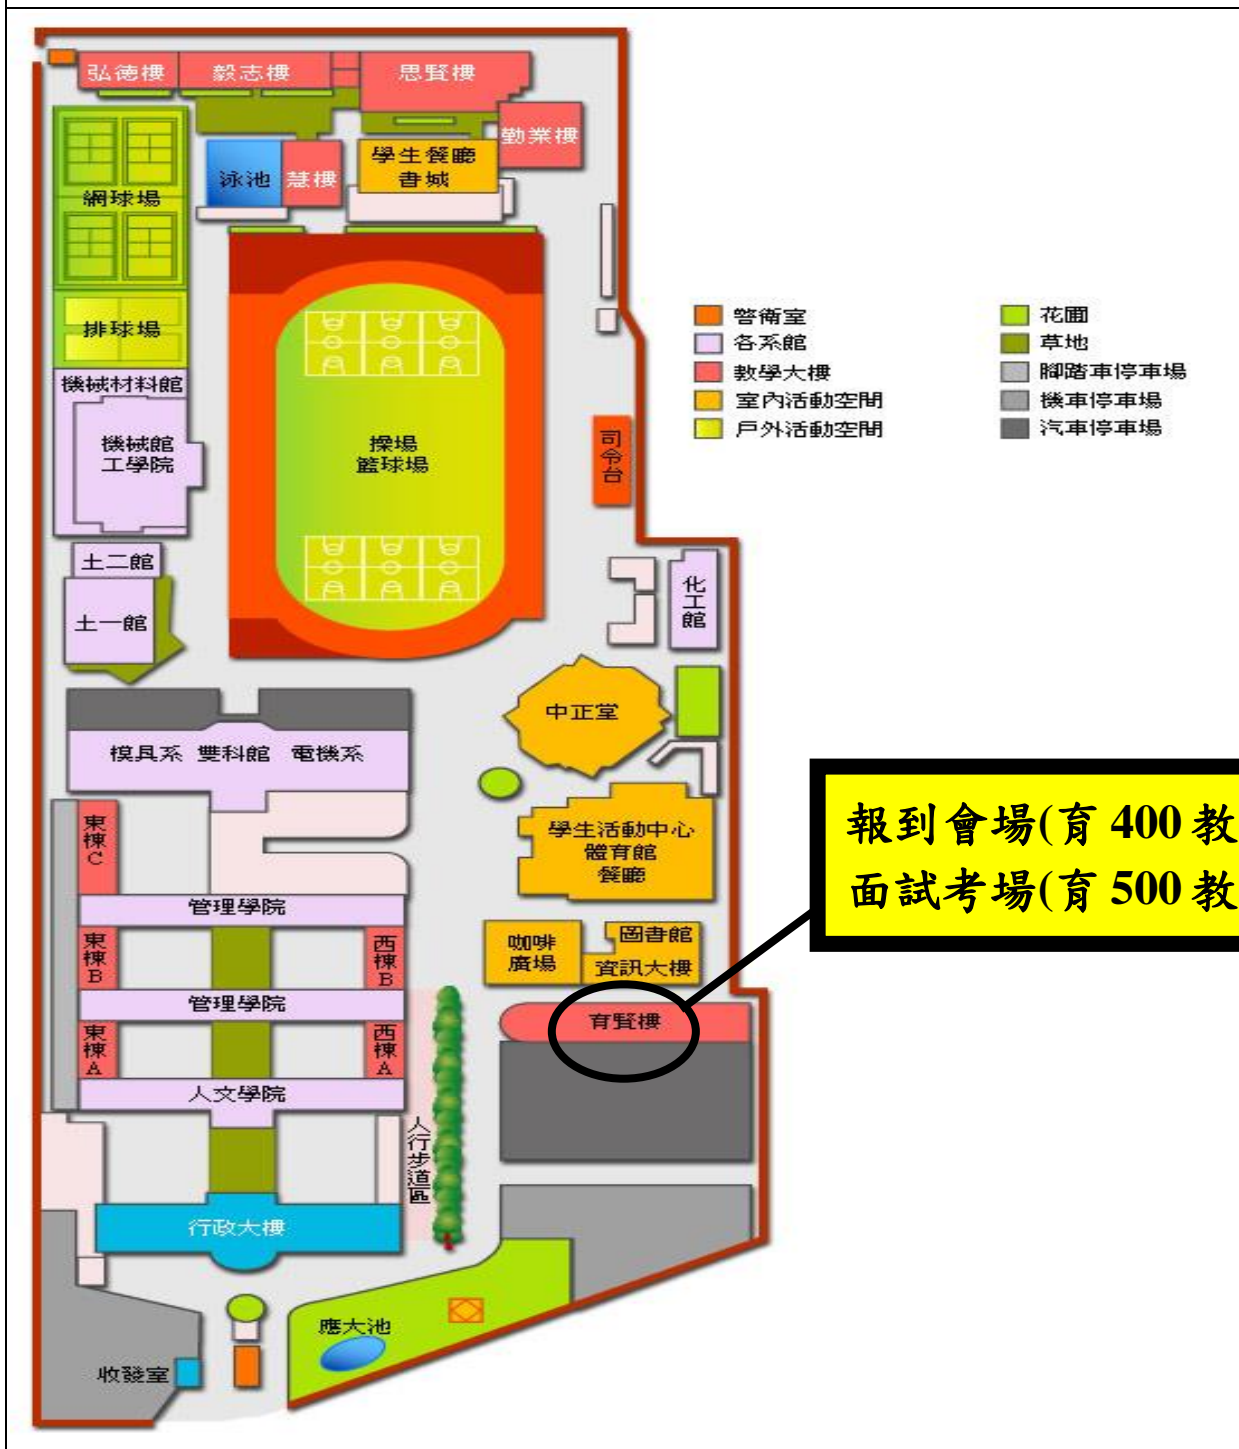 弘德樓
毅志樓
思賢樓
勤業樓
泳池
慧樓
學生餐廳
書城
網球場
排球場
機械材料館
機械館
工學院
操場
籃球場
司令台
警衛室
各系館
教學大樓
室內活動空間
戶外活動空間
花圃
草地
腳踏車停車場
機車停車場
汽車停車場
土二館
土一館
化工館
中正堂
模具系 雙科館 電機系
東棟C
學生活動中心
體育館
餐廳
報到會場(育 400 教
面試考場(育 500 教
管理學院
東棟B
西棟B
咖啡
廣場
圖書館
資訊大樓
管理學院
育賢樓
東棟A
西棟A
人文學院
人行步道區
行政大樓
應大池
收發室